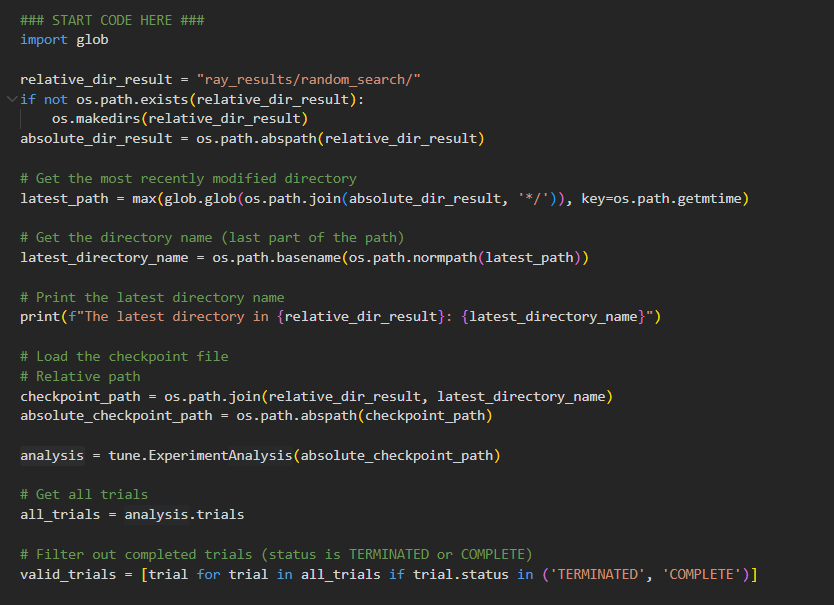 ### START CODE HERE ###
import glob
relative_dir_result = "ray_results/random_search/"
if not os.path.exists(relative_dir_result):
    os.makedirs(relative_dir_result)
absolute_dir_result = os.path.abspath(relative_dir_result)
# Get the most recently modified directory
latest_path = max(glob.glob(os.path.join(absolute_dir_result, '*/')), key=os.path.getmtime)
# Get the directory name (last part of the path)
latest_directory_name = os.path.basename(os.path.normpath(latest_path))
# Print the latest directory name
print(f"The latest directory in {relative_dir_result}: {latest_directory_name}")
# Load the checkpoint file
# Relative path
checkpoint_path = os.path.join(relative_dir_result, latest_directory_name)
absolute_checkpoint_path = os.path.abspath(checkpoint_path)
analysis = tune.ExperimentAnalysis(absolute_checkpoint_path)
# Get all trials
all_trials = analysis.trials
# Filter out completed trials (status is TERMINATED or COMPLETE)
valid_trials = [trial for trial in all_trials if trial.status in ('TERMINATED', 'COMPLETE')]